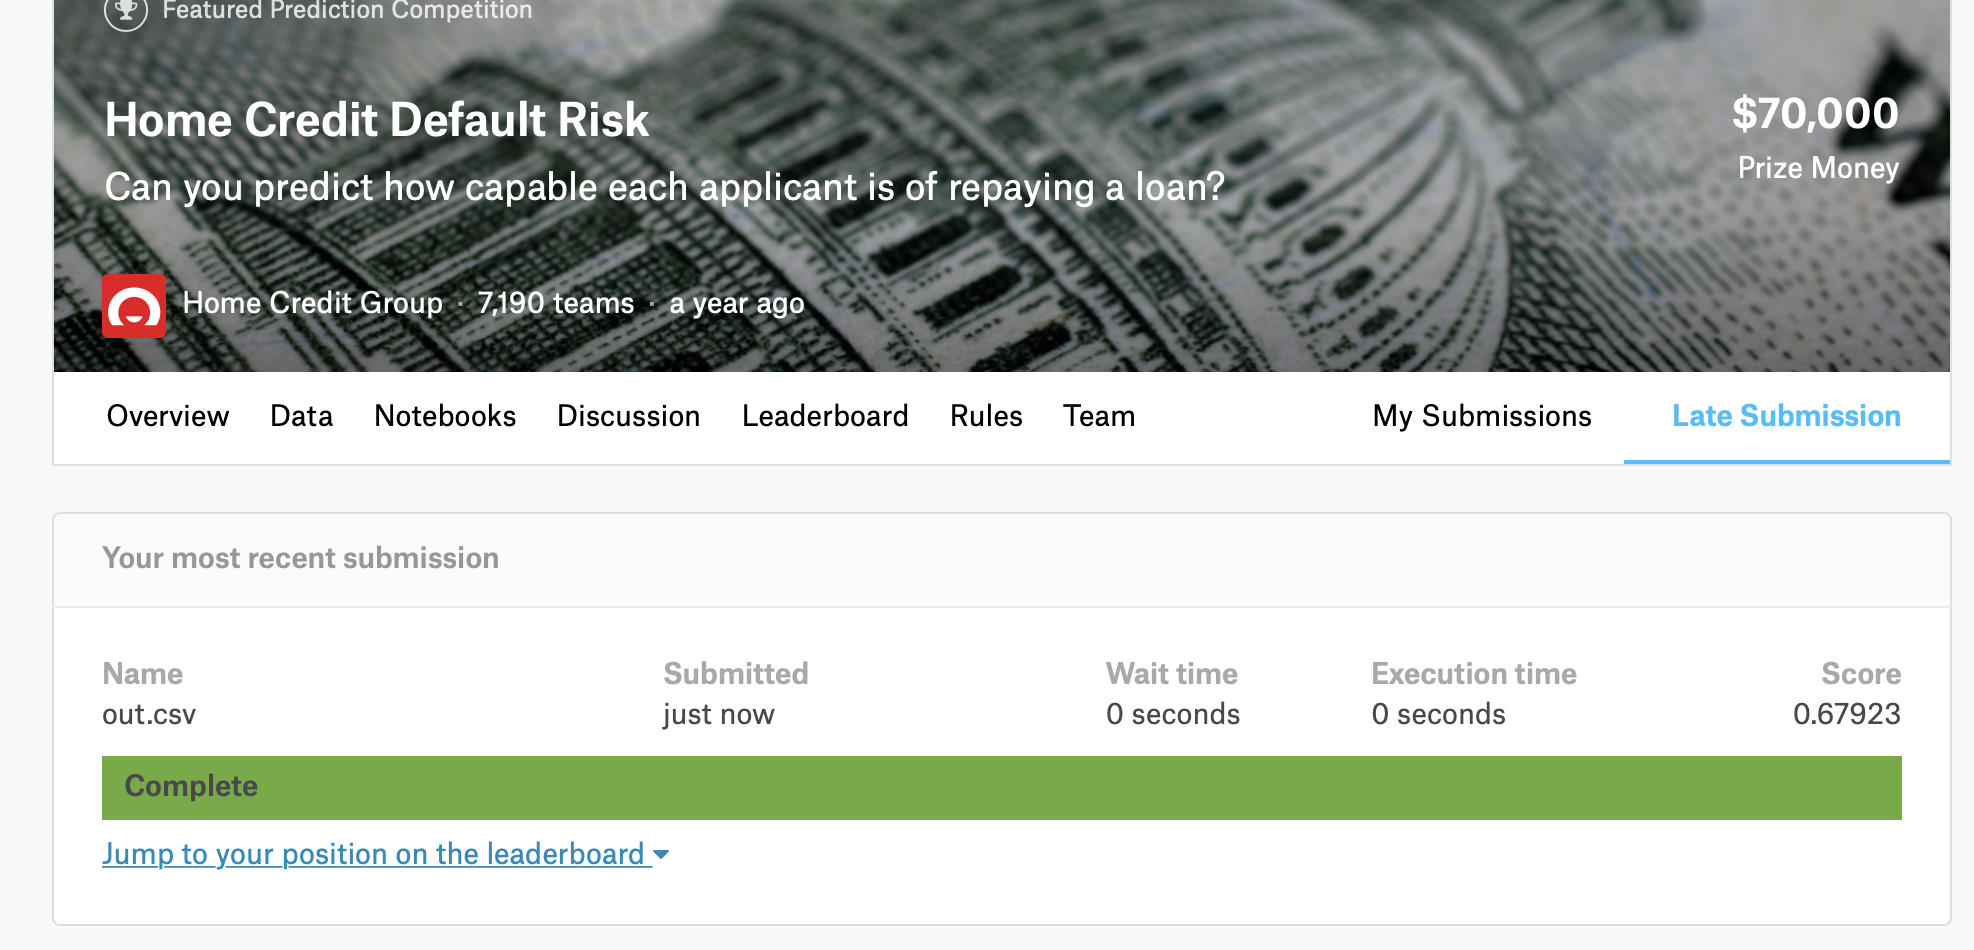 Featured Prediction Competition
Home Credit Default Risk
$70,000
Can you predict how capable each applicant is of repaying a loan?
Prize Money
Home Credit Group · 7,190 teams · a year ago
Overview Data Notebooks Discussion Leaderboard Rules Team My Submissions Late Submission
Your most recent submission
Name Submitted Wait time Execution time Score
out.csv just now 0 seconds 0 seconds 0.67923
Complete
Jump to your position on the leaderboard